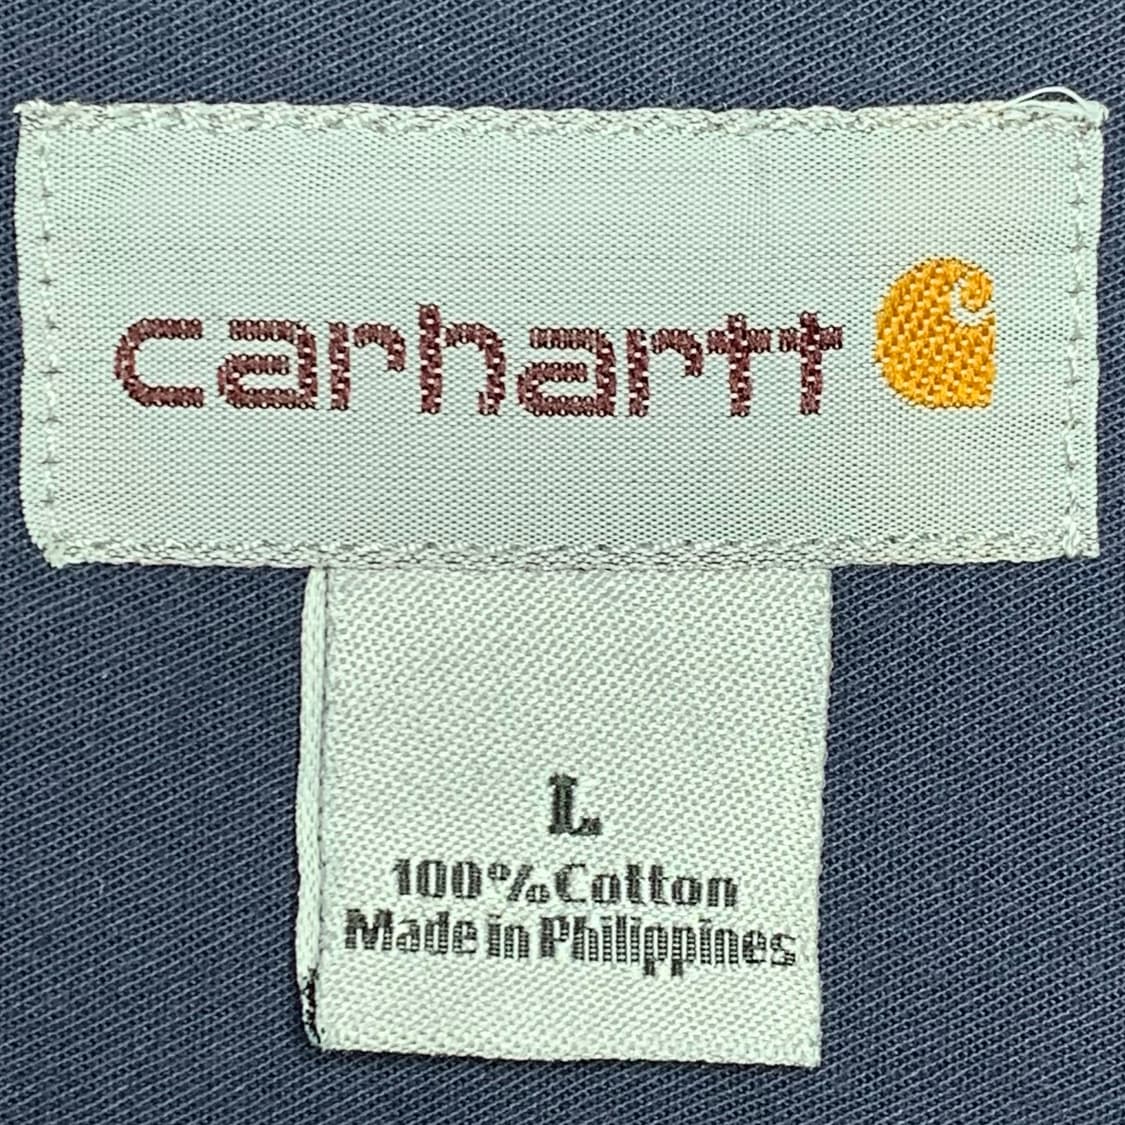 carhartt
L
100% Cotton
Made in Philippines